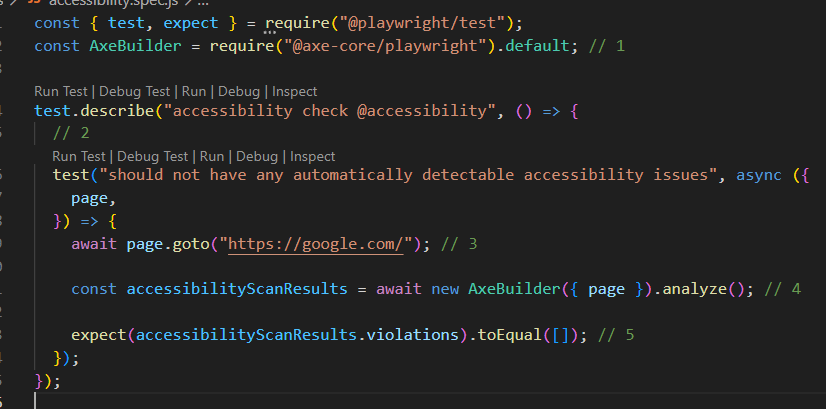 accessibility.spec.js > ...
const { test, expect } = require("@playwright/test");
const AxeBuilder = require("@axe-core/playwright").default; // 1
Run Test | Debug Test | Run | Debug | Inspect
test.describe("accessibility check @accessibility", () => {
// 2
Run Test | Debug Test | Run | Debug | Inspect
test("should not have any automatically detectable accessibility issues", async ({
page,
}) => {
await page.goto("https://google.com/"); // 3
const accessibilityScanResults = await new AxeBuilder({ page }).analyze(); // 4
expect(accessibilityScanResults.violations).toEqual([]); // 5
});
});